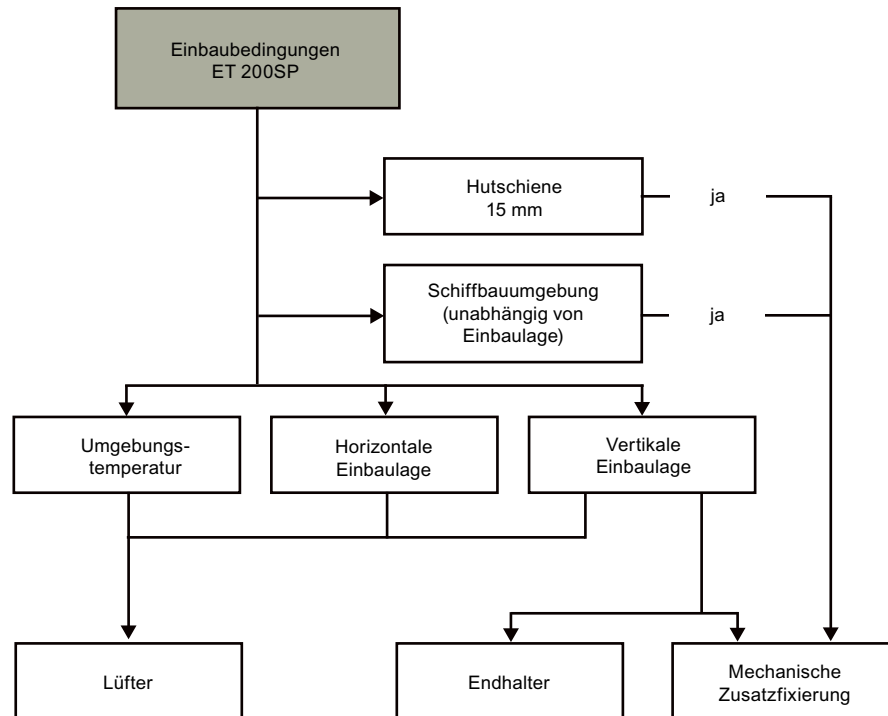 Einbaubedingungen
ET 200SP
Hutschiene
15 mm
ja
Schiffbauumgebung
(unabhängig von
Einbaulage)
ja
Umgebungs-
temperatur
Horizontale
Einbaulage
Vertikale
Einbaulage
Lüfter
Endhalter
Mechanische
Zusatzfixierung